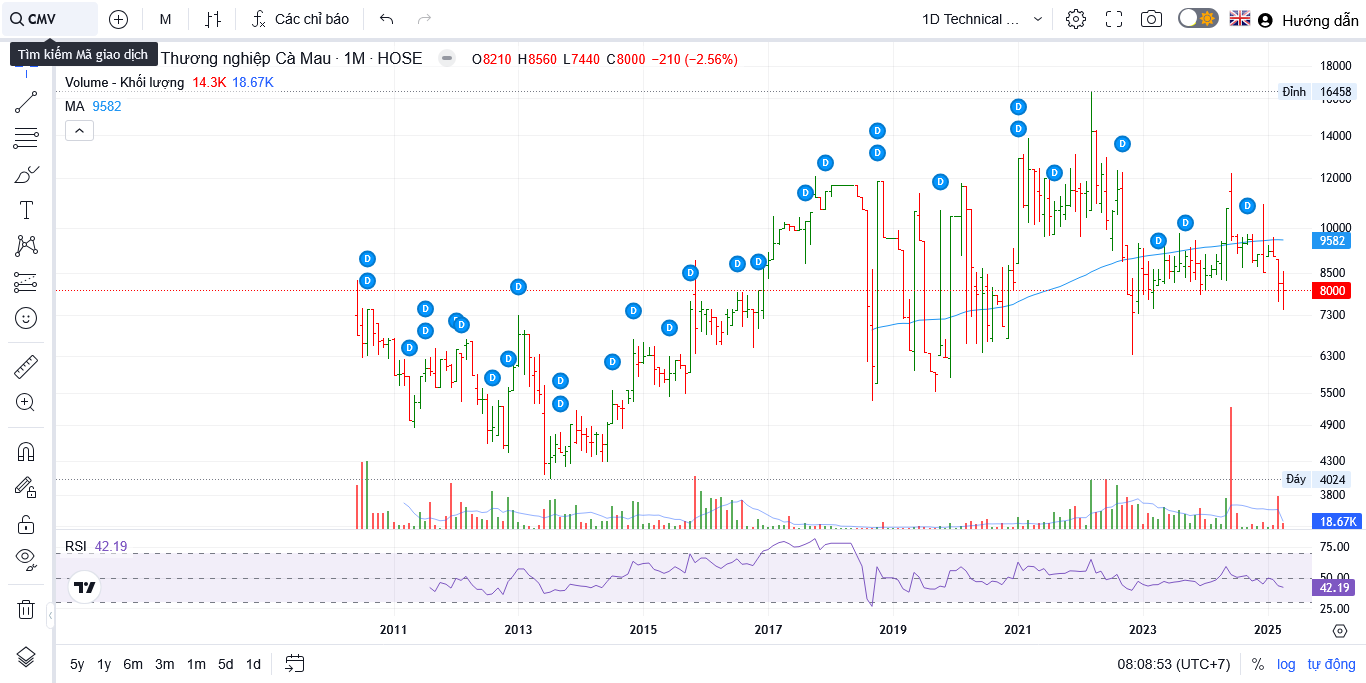 CMV M Các chỉ báo 1D Technical ... Hướng dẫn
Tìm kiếm Mã giao dịch
Thương nghiệp Cà Mau · 1M · HOSE O8210 H8560 L7440 C8000 −210 (−2.56%)
Volume - Khối lượng 14.3K 18.67K
MA 9582
18000
Đỉnh 16458
14000
12000
10000
9582
8500
8000
7300
6300
5500
4900
4300
Đáy 4024
3800
18.67K
D D D D D D D D D D D D D D D D D D D D D D D D D D D D D D
RSI 42.19
75.00
50.00
42.19
25.00
2011 2013 2015 2017 2019 2021 2023 2025
5y 1y 6m 3m 1m 5d 1d 08:08:53 (UTC+7) % log tự động